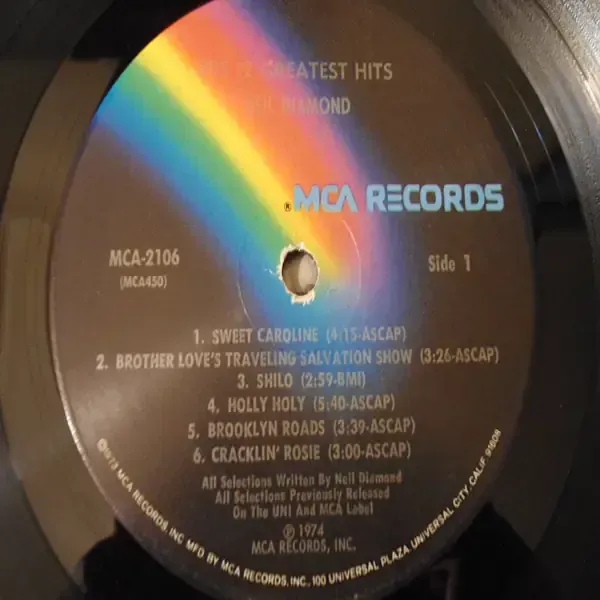 GREATEST HITS
NEIL DIAMOND
® MCA RECORDS
MCA-2106
(MCA450)
Side 1
1. SWEET CAROLINE (4:15-ASCAP)
2. BROTHER LOVE'S TRAVELING SALVATION SHOW (3:26-ASCAP)
3. SHILO (2:59-BMI)
4. HOLLY HOLY (5:40-ASCAP)
5. BROOKLYN ROADS (3:39-ASCAP)
6. CRACKLIN' ROSIE (3:00-ASCAP)
All Selections Written By Neil Diamond
All Selections Previously Released
On The UNI And MCA Label
℗ 1974
MCA RECORDS, INC.
©1973 MCA RECORDS, INC. MFD BY MCA RECORDS, INC., 100 UNIVERSAL PLAZA, UNIVERSAL CITY, CALIF. 91608